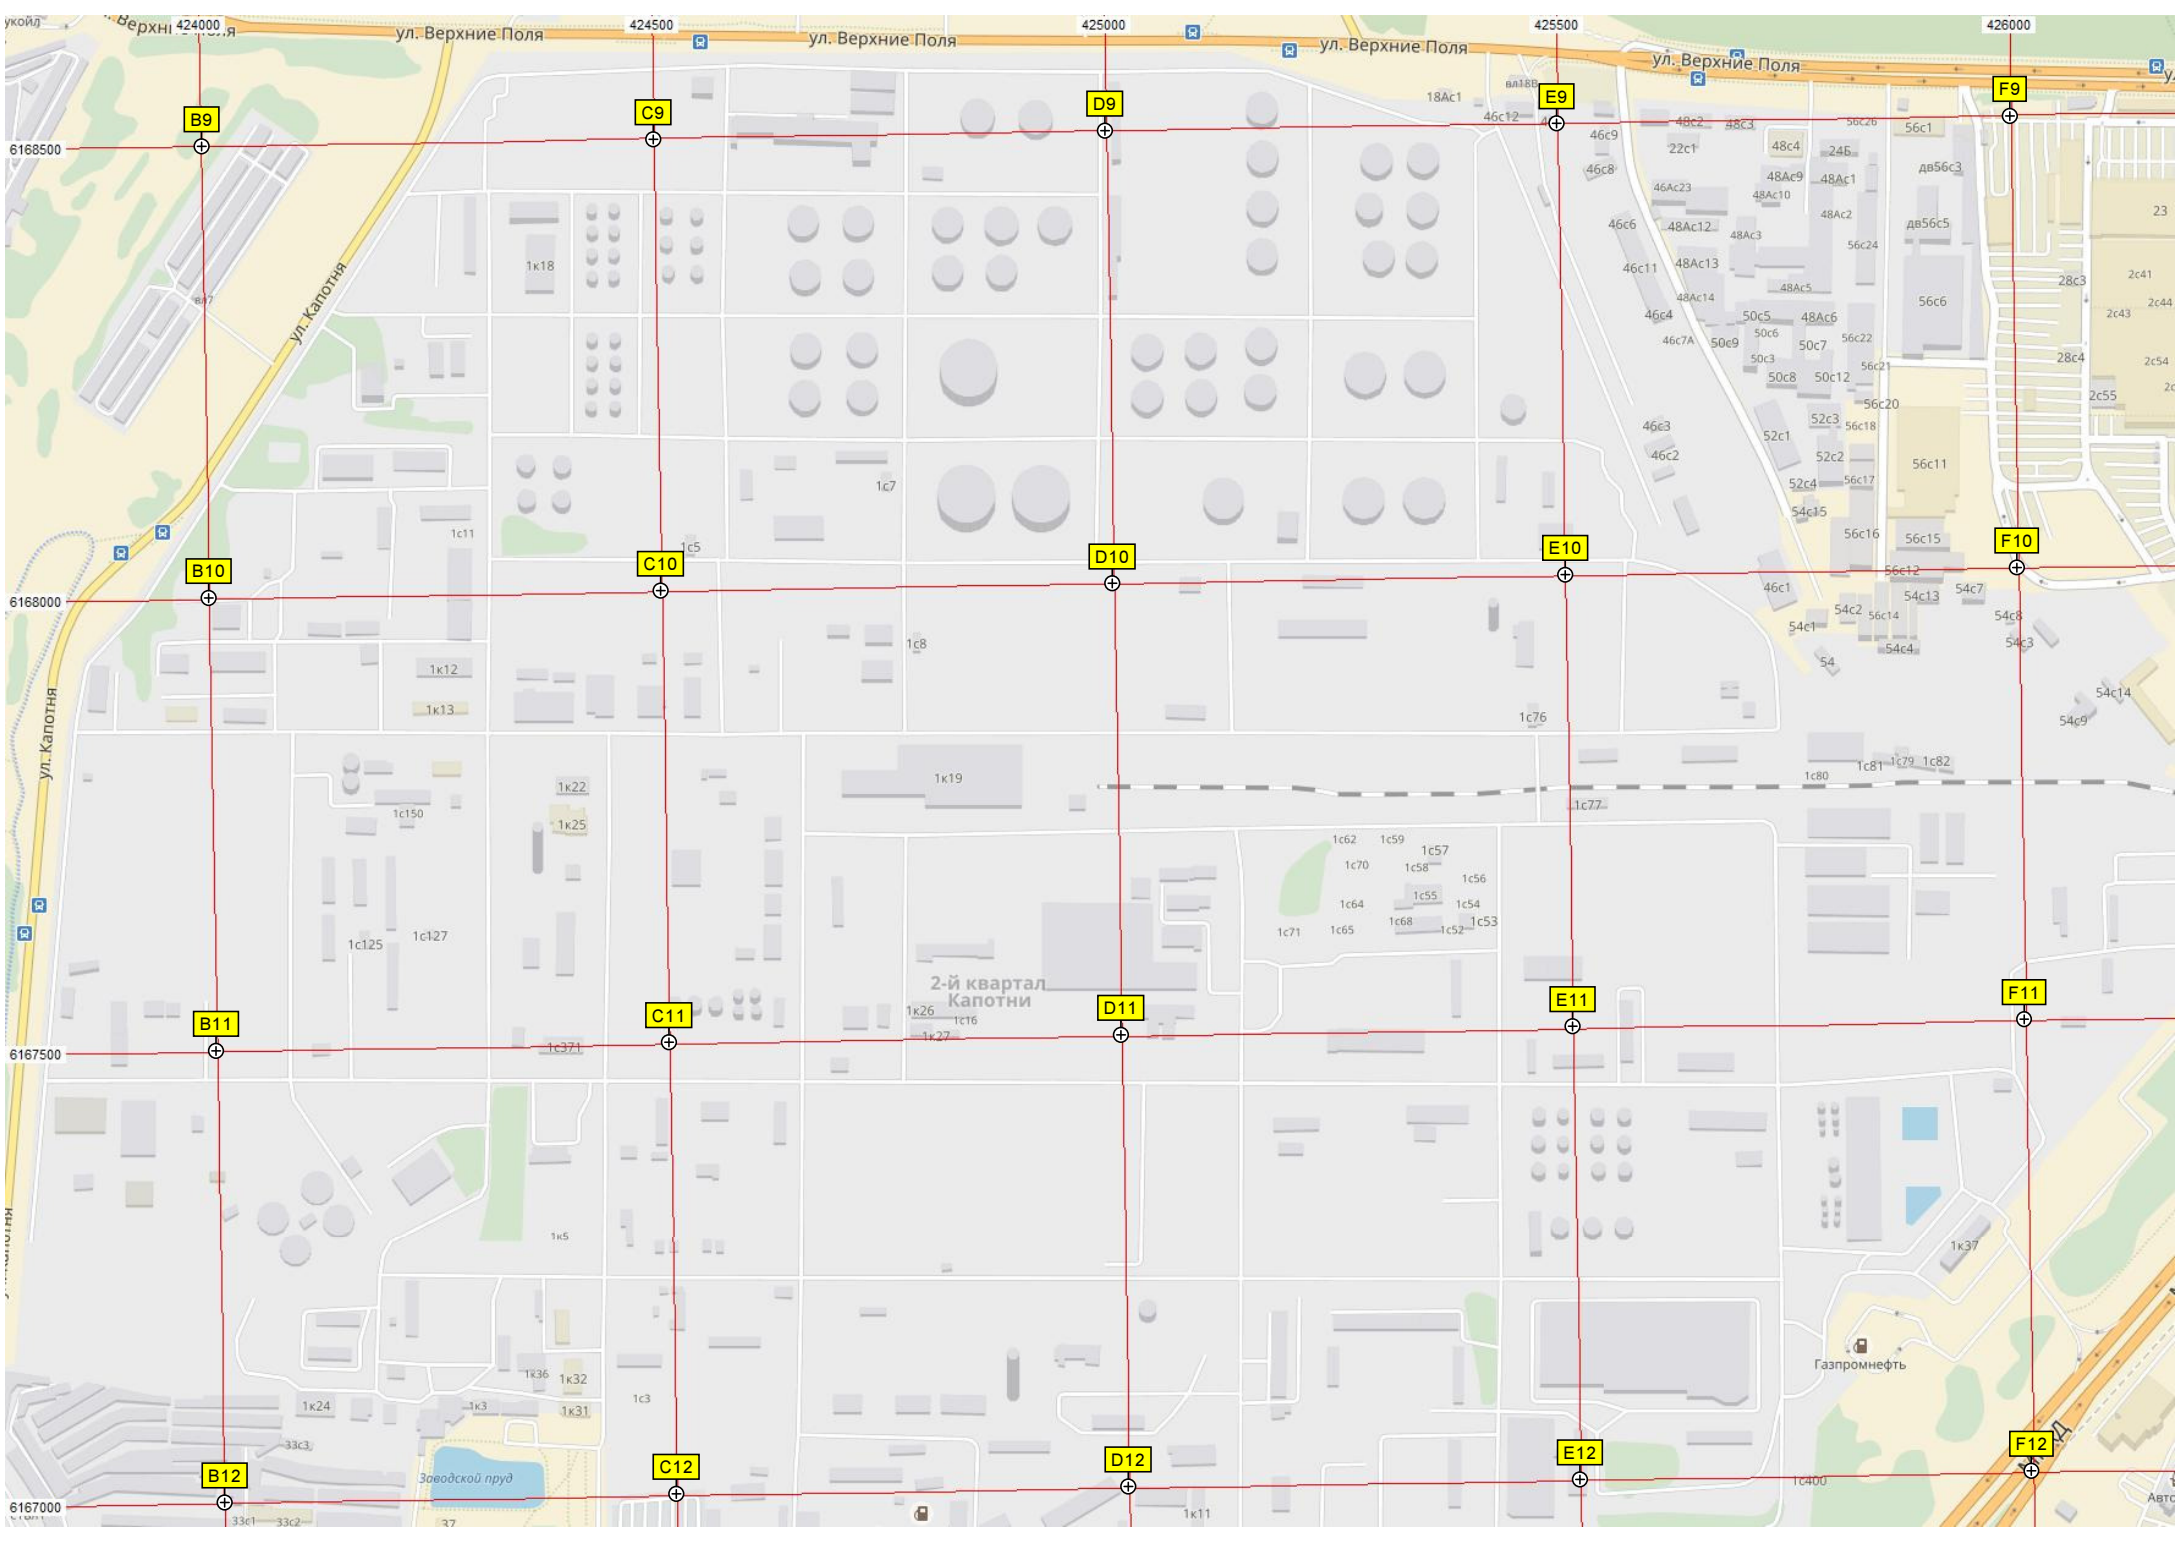 424000
424500
425000
425500
426000
ул. Верхние Поля
ул. Верхние Поля
ул. Верхние Поля
ул. Верхние Поля
B9
C9
D9
E9
F9
6168500
18Ас1
вл18В
46с12
46с9
46с8
48с2
48с3
22с1
48с4
24Б
56с26
56с1
дв56с3
48Ас9
48Ас1
46Ас23
48Ас10
48Ас2
23
46с6
48Ас12
48Ас3
дв56с5
56с24
1к18
46с11
48Ас13
2с41
28с3
вл7
48Ас5
48Ас14
56с6
2с44
2с43
46с4
50с5
48Ас6
ул. Капотня
46с7А
50с9
50с6
50с7
56с22
50с3
28с4
2с54
56с21
50с8
50с12
2с55
56с20
46с3
52с1
52с3
56с18
46с2
52с2
56с11
1с7
52с4
56с17
54с15
1с11
56с16
56с15
1с5
B10
C10
D10
E10
F10
6168000
56с12
46с1
54с7
54с13
54с2
56с14
54с8
54с1
54с3
1с8
54с4
54
1к12
54с14
1к13
1с76
54с9
ул. Капотня
1с81
1с79
1с82
1с80
1к19
1к22
1с77
1с150
1к25
1с62
1с59
1с57
1с70
1с58
1с56
1с55
1с64
1с54
1с68
1с53
1с71
1с65
1с52
1с125
1с127
2-й квартал
Капотни
1к26
1с16
1к27
B11
C11
D11
E11
F11
1с371
6167500
1к5
1к37
Газпромнефть
1к36
1к32
1с3
1к24
1к3
1к31
33с3
Заводской пруд
B12
C12
D12
E12
F12
1с400
6167000
33с1
33с2
37
1к11